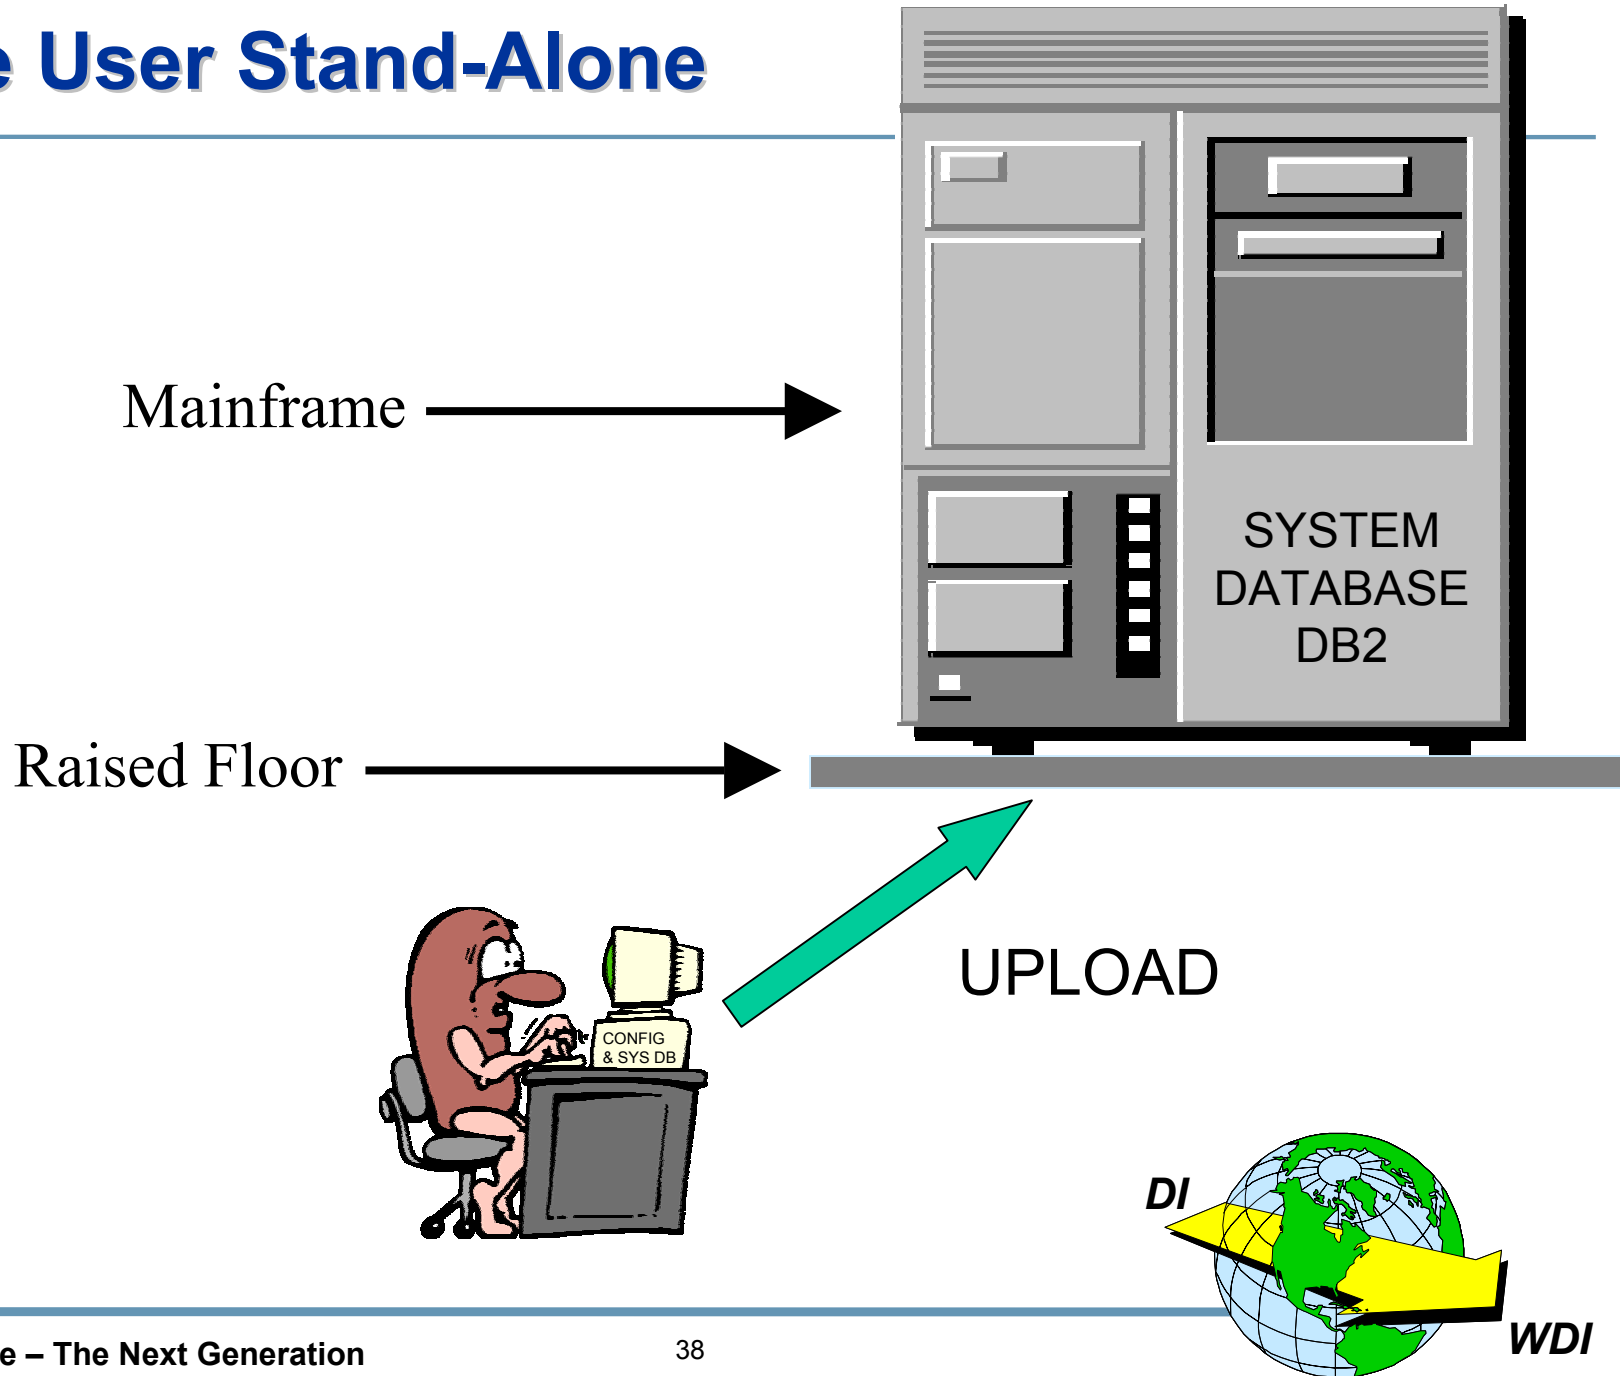 e User Stand-Alone
Mainframe
SYSTEM
DATABASE
DB2
Raised Floor
UPLOAD
CONFIG
& SYS DB
DI
WDI
e – The Next Generation
38